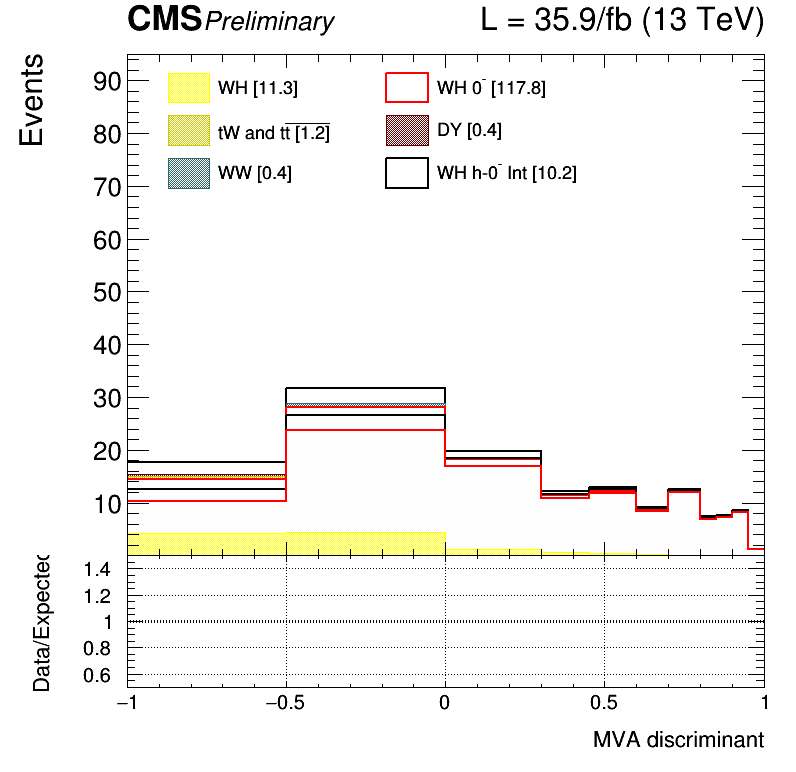 CMS Preliminary L = 35.9/fb (13 TeV)
Events
WH [11.3]
WH 0⁻ [117.8]
tW and tt [1.2]
DY [0.4]
WW [0.4]
WH h-0⁻ Int [10.2]
90
80
70
60
50
40
30
20
10
Data/Expected
1.4
1.2
1
0.8
0.6
−1 −0.5 0 0.5 1
MVA discriminant